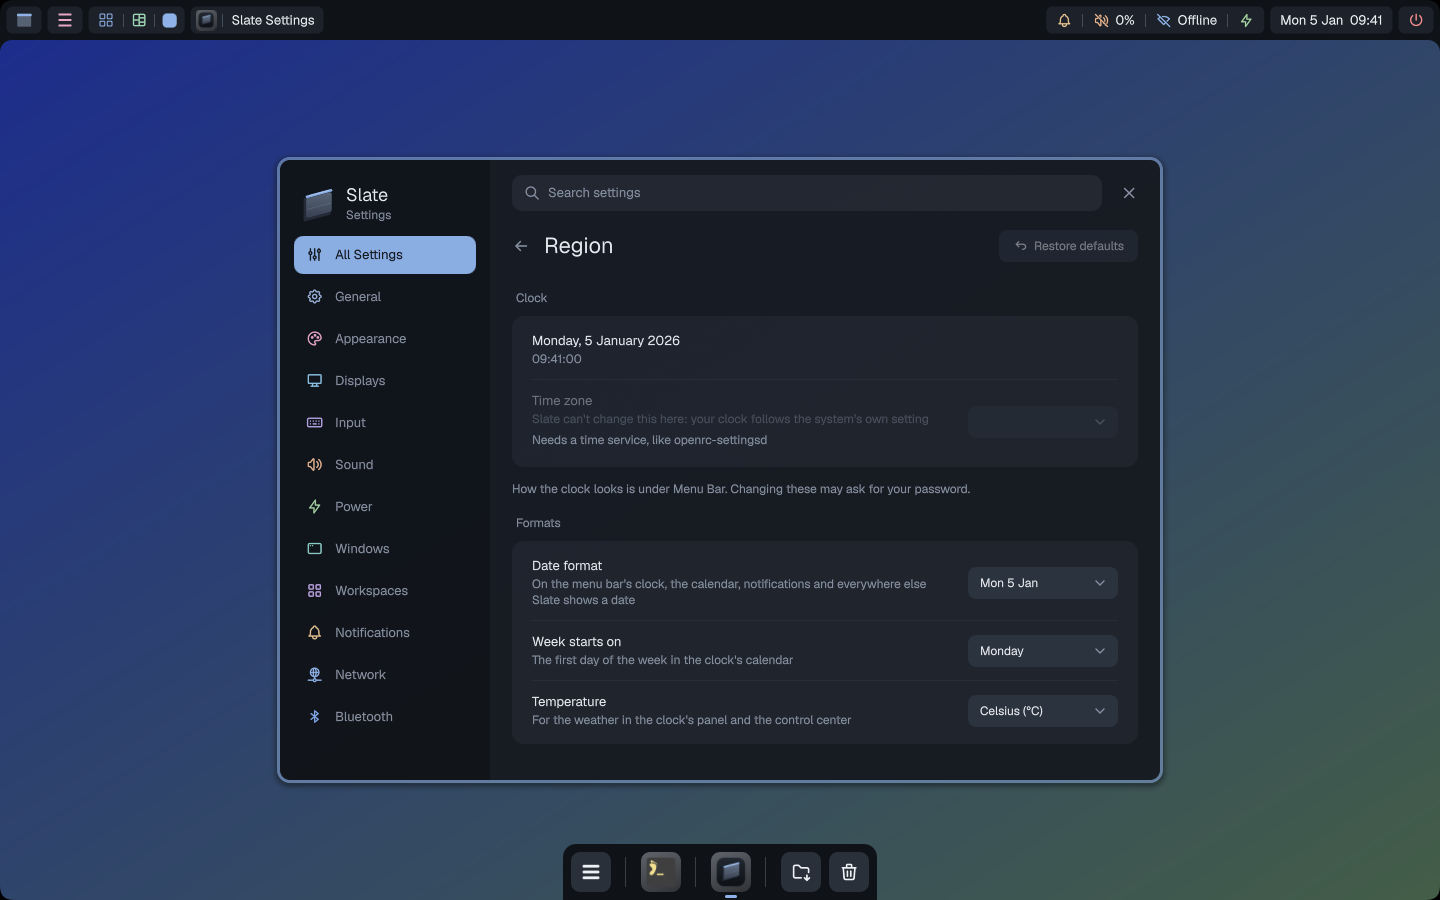 Slate Settings
0%
Offline
Mon 5 Jan 09:41
Slate
Settings
All Settings
General
Appearance
Displays
Input
Sound
Power
Windows
Workspaces
Notifications
Network
Bluetooth
Search settings
Region
Restore defaults
Clock
Monday, 5 January 2026
09:41:00
Time zone
Slate can't change this here: your clock follows the system's own setting
Needs a time service, like openrc-settingsd
How the clock looks is under Menu Bar. Changing these may ask for your password.
Formats
Date format
On the menu bar's clock, the calendar, notifications and everywhere else
Slate shows a date
Mon 5 Jan
Week starts on
The first day of the week in the clock's calendar
Monday
Temperature
For the weather in the clock's panel and the control center
Celsius (°C)